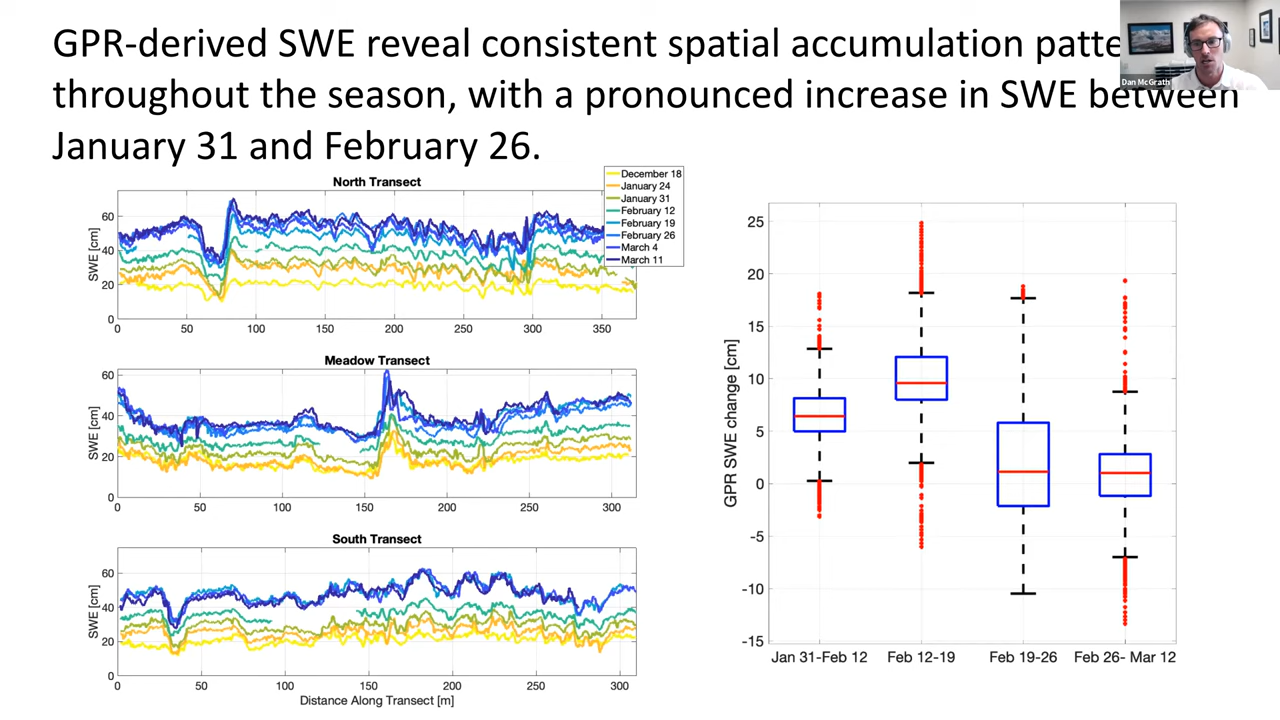 GPR-derived SWE reveal consistent spatial accumulation patte
throughout the season, with a pronounced increase in SWE between
January 31 and February 26.
Dan McGrath
North Transect
December 18
January 24
January 31
February 12
February 19
February 26
March 4
March 11
SWE [cm]
60
40
20
0
0 50 100 150 200 250 300 350
Meadow Transect
SWE [cm]
60
40
20
0
0 50 100 150 200 250 300
South Transect
SWE [cm]
60
40
20
0
0 50 100 150 200 250 300
Distance Along Transect [m]
GPR SWE change [cm]
25
20
15
10
5
0
-5
-10
-15
Jan 31-Feb 12 Feb 12-19 Feb 19-26 Feb 26- Mar 12